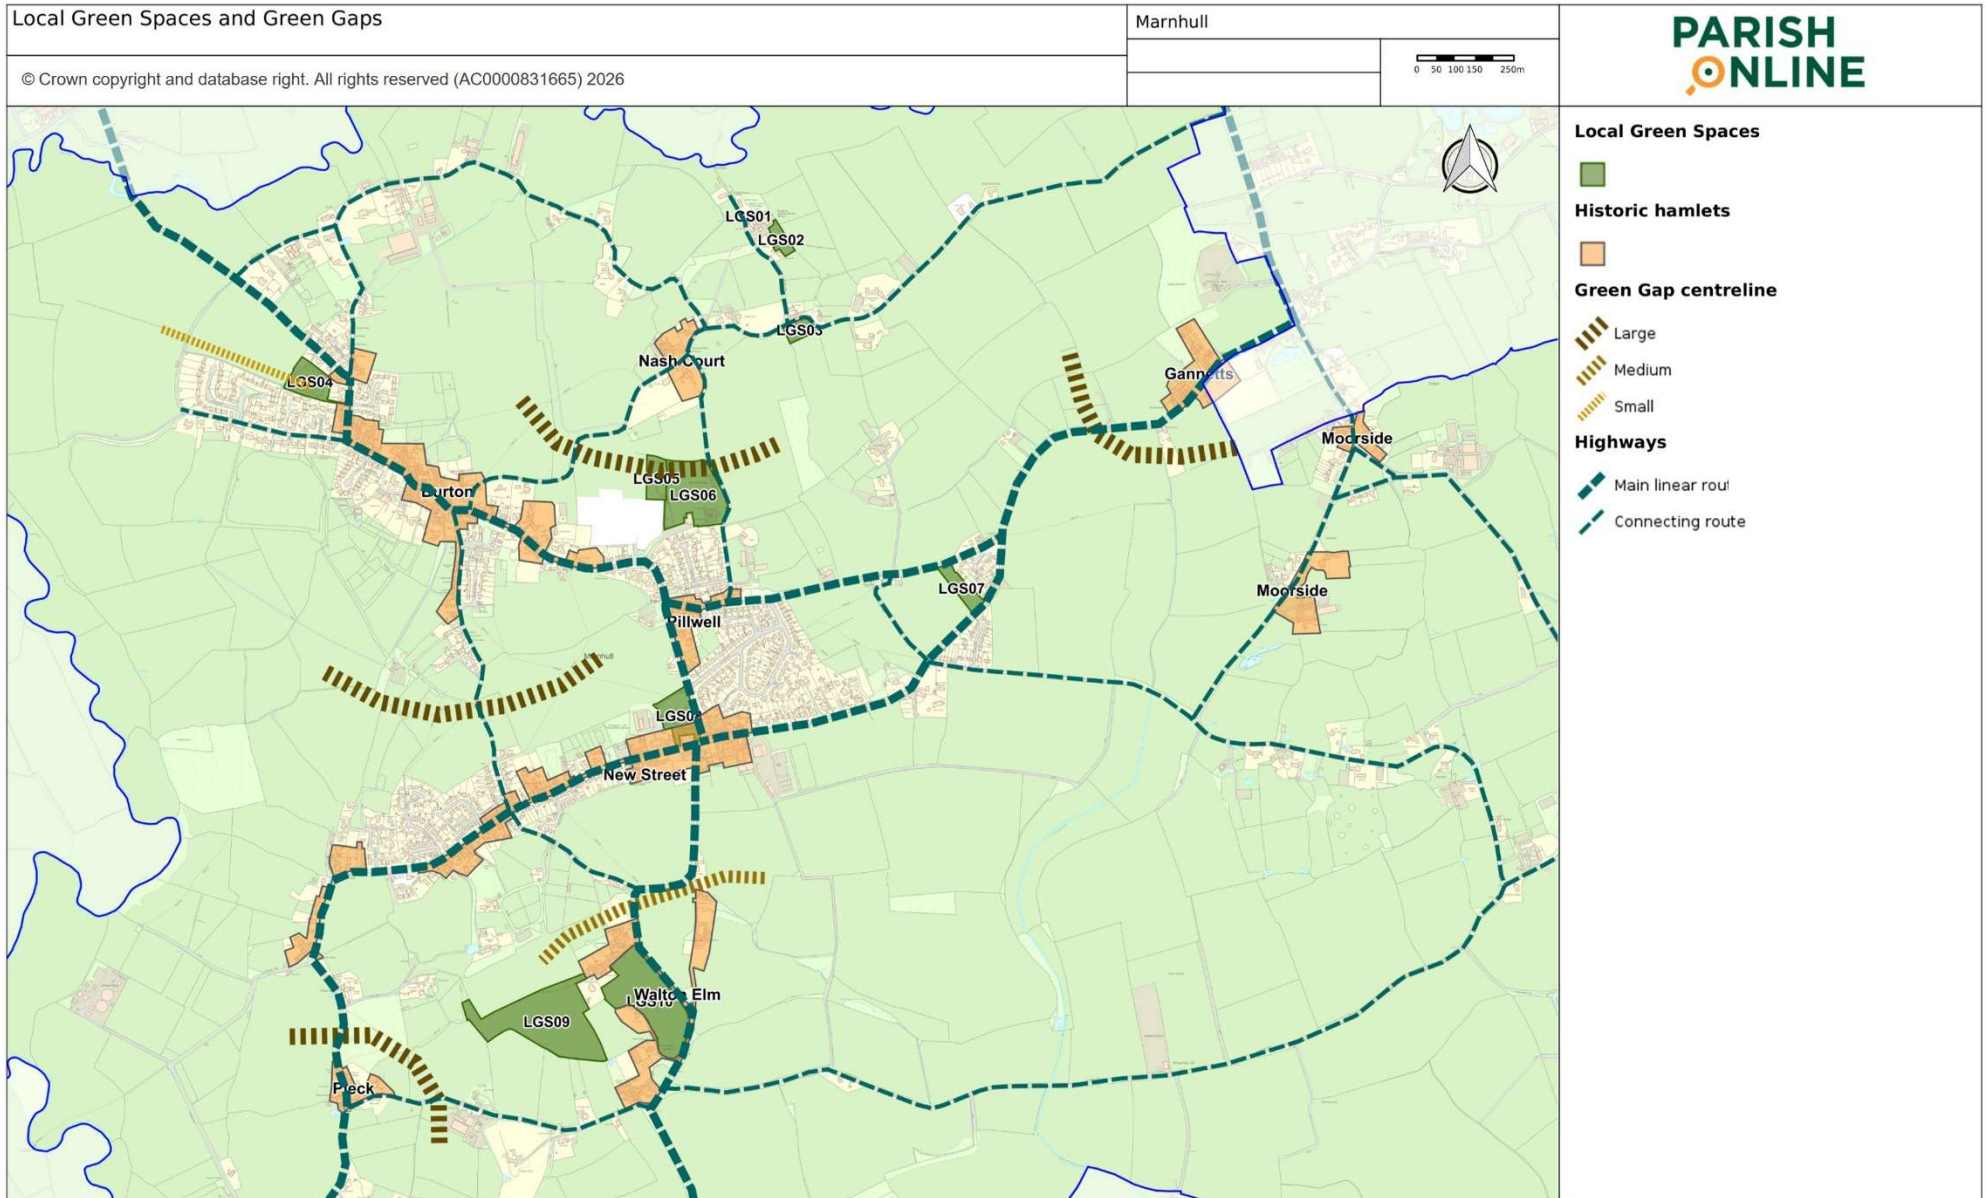 Local Green Spaces and Green Gaps
Marnhull
© Crown copyright and database right. All rights reserved (AC0000831665) 2026
0 50 100 150 250m
PARISH
ONLINE
Local Green Spaces
Historic hamlets
Green Gap centreline
Large
Medium
Small
Highways
Main linear rout
Connecting route
LGS01
LGS02
LGS03
Nash Court
Gannetts
LGS04
Moorside
LGS05
Burton
LGS06
LGS07
Moorside
Pillwell
Marnhull
LGS0
New Street
Walton Elm
LGS10
LGS09
Pleck